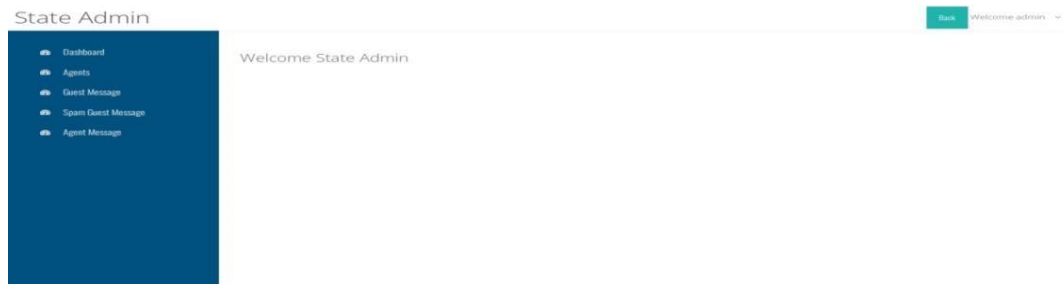 State Admin
Back Welcome admin
Dashboard
Agents
Guest Message
Spam Guest Message
Agent Message
Welcome State Admin